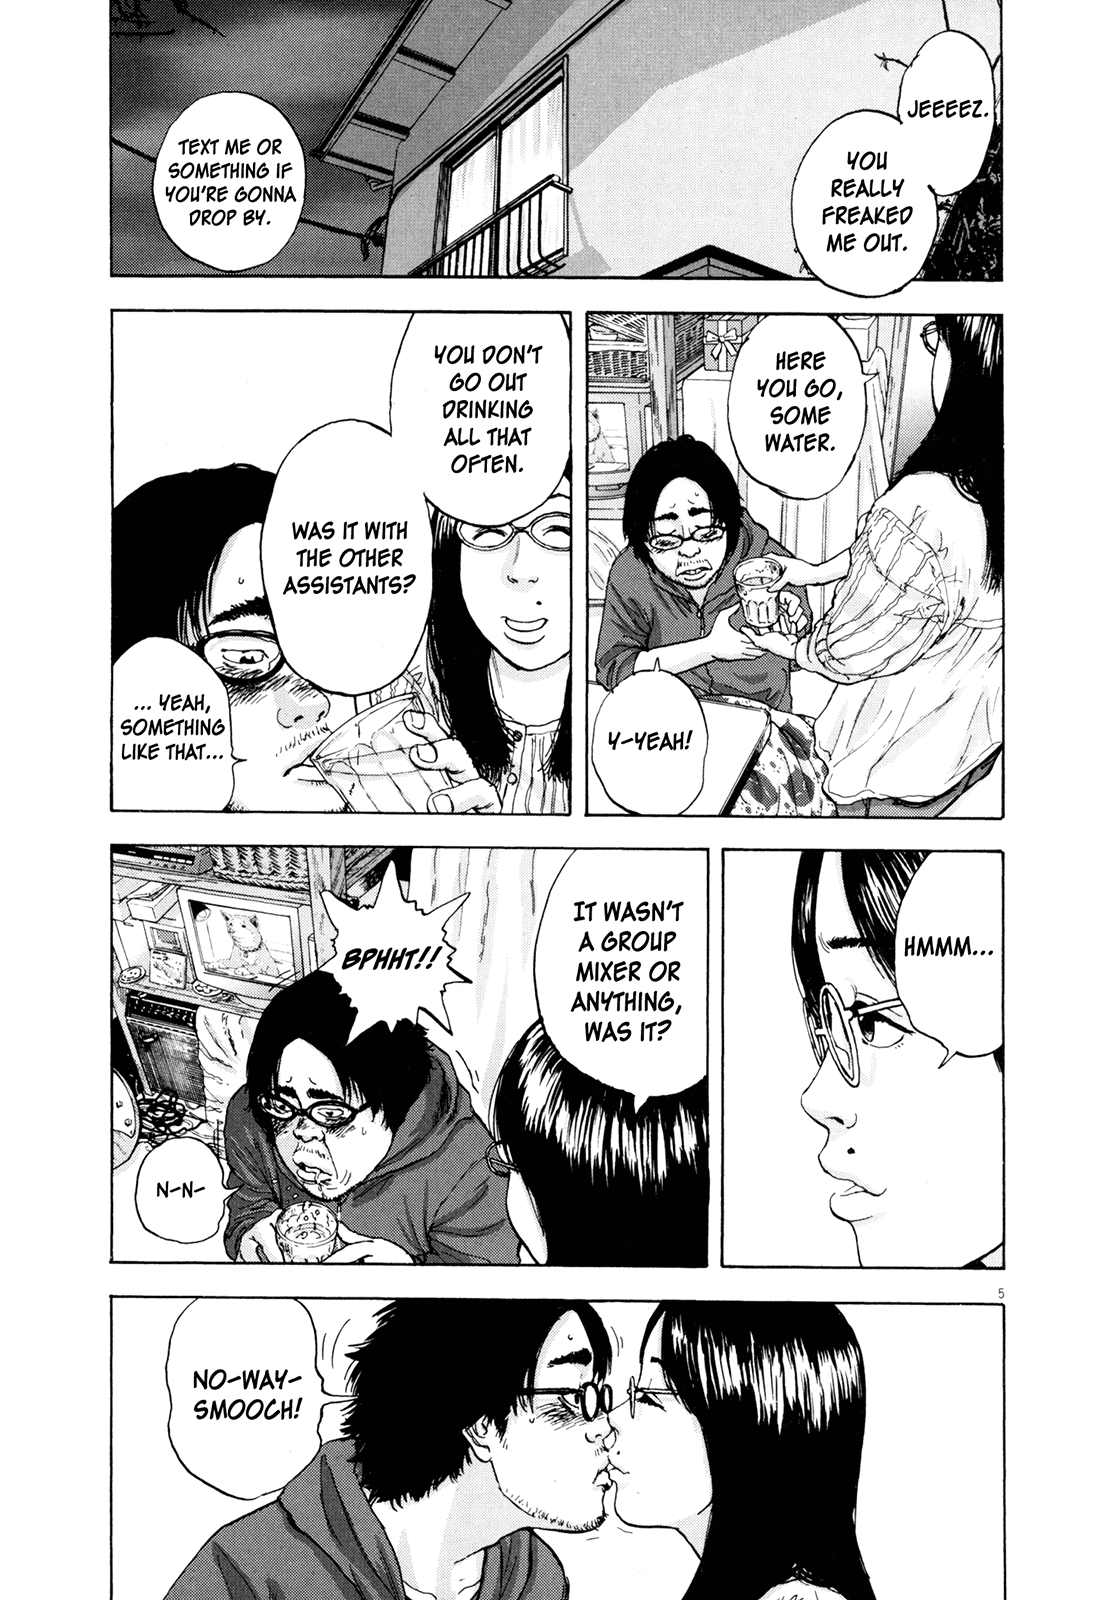 JEEEEZ.
YOU
REALLY
FREAKED
ME OUT.
TEXT ME OR
SOMETHING IF
YOU'RE GONNA
DROP BY.
HERE
YOU GO,
SOME
WATER.
Y-YEAH!
YOU DON'T
GO OUT
DRINKING
ALL THAT
OFTEN.
WAS IT WITH
THE OTHER
ASSISTANTS?
... YEAH,
SOMETHING
LIKE THAT...
HMMM...
IT WASN'T
A GROUP
MIXER OR
ANYTHING,
WAS IT?
BPHHT!!
N-N-
5
NO-WAY-
SMOOCH!